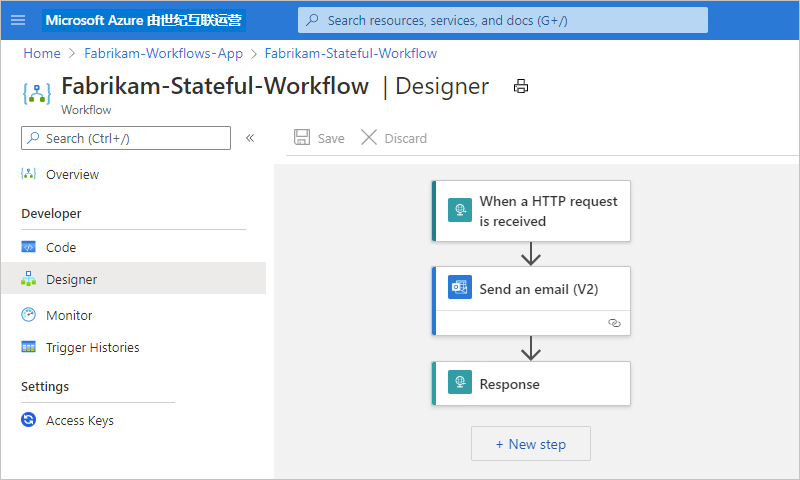 Microsoft Azure 由世纪互联运营
Search resources, services, and docs (G+/)
Home > Fabrikam-Workflows-App > Fabrikam-Stateful-Workflow
Fabrikam-Stateful-Workflow | Designer
Workflow
Search (Ctrl+/) «
Save Discard
Overview
Developer
Code
Designer
Monitor
Trigger Histories
Settings
Access Keys
When a HTTP request
is received
Send an email (V2)
Response
+ New step